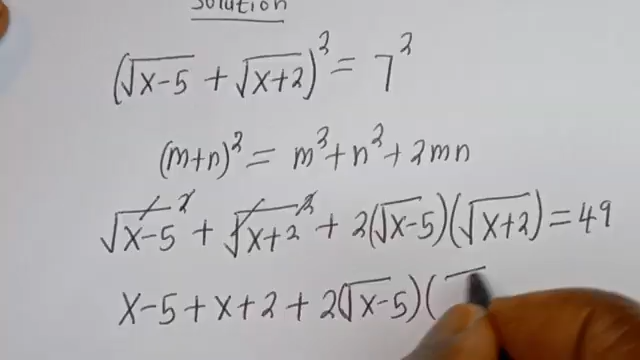 Solution
(√x-5 + √x+2)² = 7²
(m+n)² = m²+n²+2mn
√x-5² + √x+2² + 2(√x-5)(√x+2) = 49
x-5+x+2+2(√x-5)(√